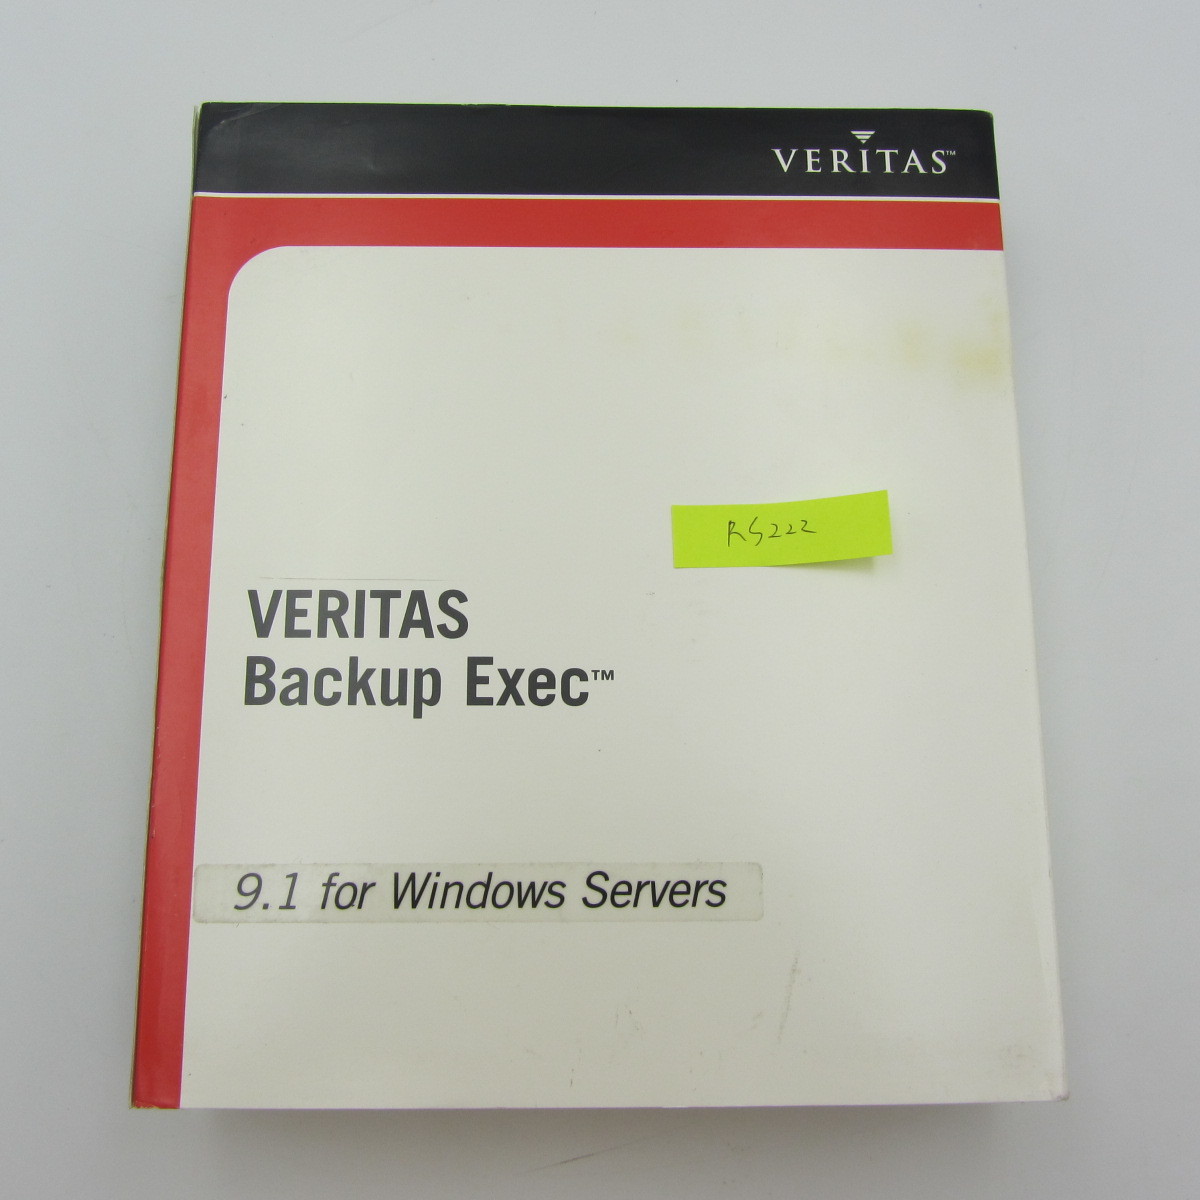 VERITAS™
RS222
VERITAS
Backup Exec™
9.1 for Windows Servers